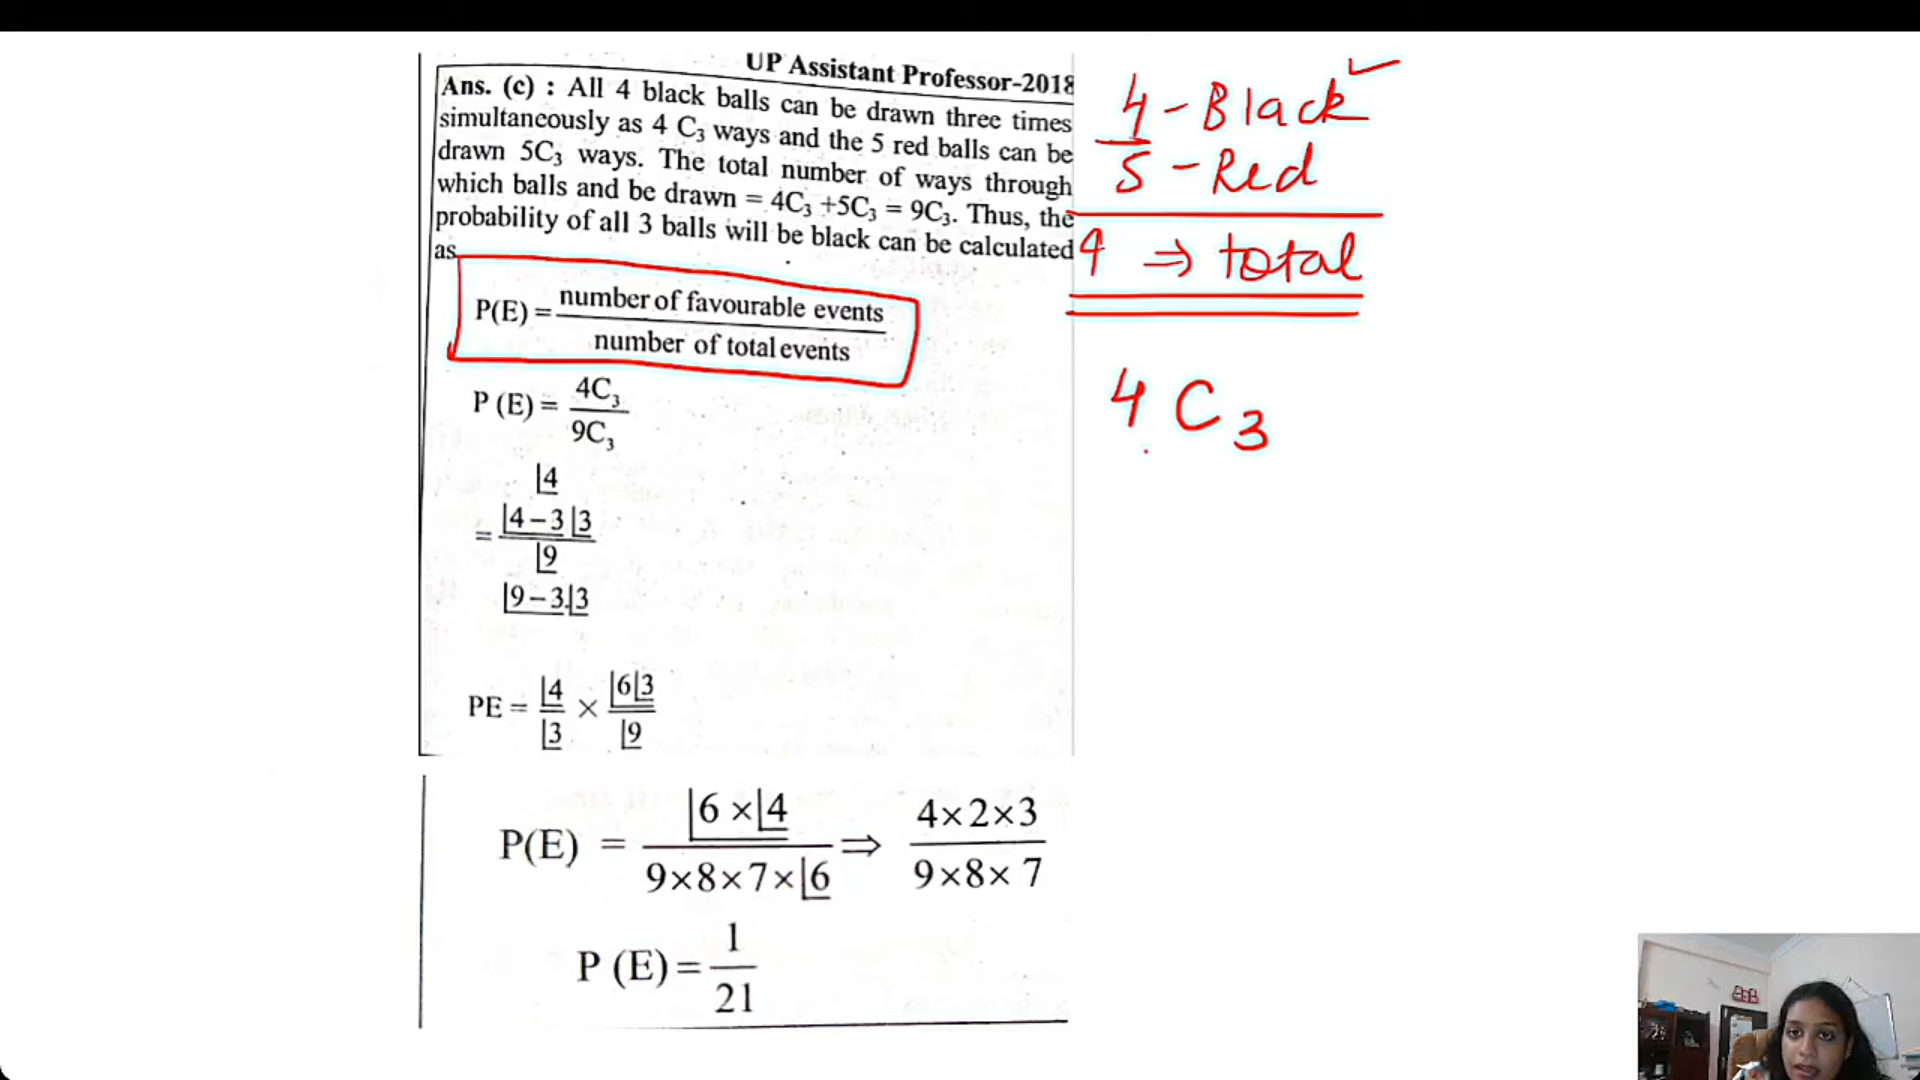 UP Assistant Professor-2018
Ans. (c) : All 4 black balls can be drawn three times
simultaneously as 4 C₃ ways and the 5 red balls can be
drawn 5C₃ ways. The total number of ways through
which balls and be drawn = 4C₃ +5C₃ = 9C₃. Thus, the
probability of all 3 balls will be black can be calculated
as
P(E) = number of favourable events
number of total events
P (E) = 4C₃
9C₃
⌊4
= ⌊4 – 3 ⌊3
⌊9
⌊9 – 3 ⌊3
PE = ⌊4 × ⌊6⌊3
⌊3 ⌊9
P(E) = ⌊6 ×⌊4 ⇒ 4×2×3
9×8×7×⌊6 9×8× 7
P (E) = 1
21
4 - Black ✓
5 - Red
9 ⇒ total
4 C 3